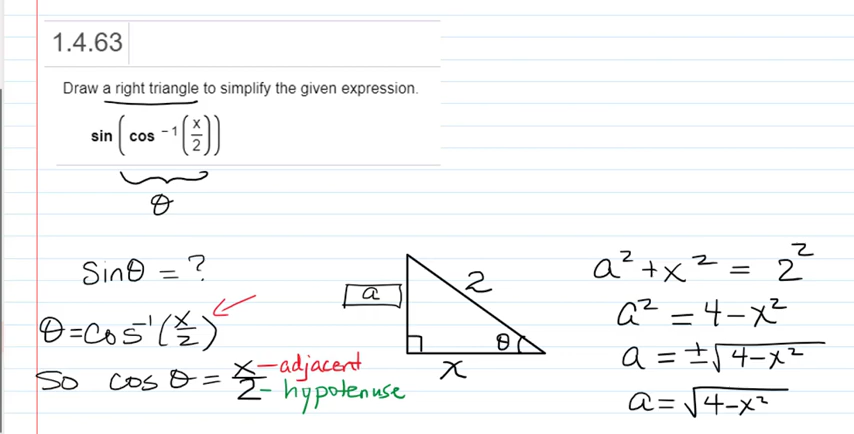 1.4.63
Draw a right triangle to simplify the given expression.
sin (cos ⁻¹(x/2))
θ
sinθ = ?
θ = cos⁻¹(x/2)
So cos θ = x/2 – adjacent
– hypotenuse
a
2
θ
x
a² + x² = 2²
a² = 4 – x²
a = ±√4 – x²
a = √4 – x²